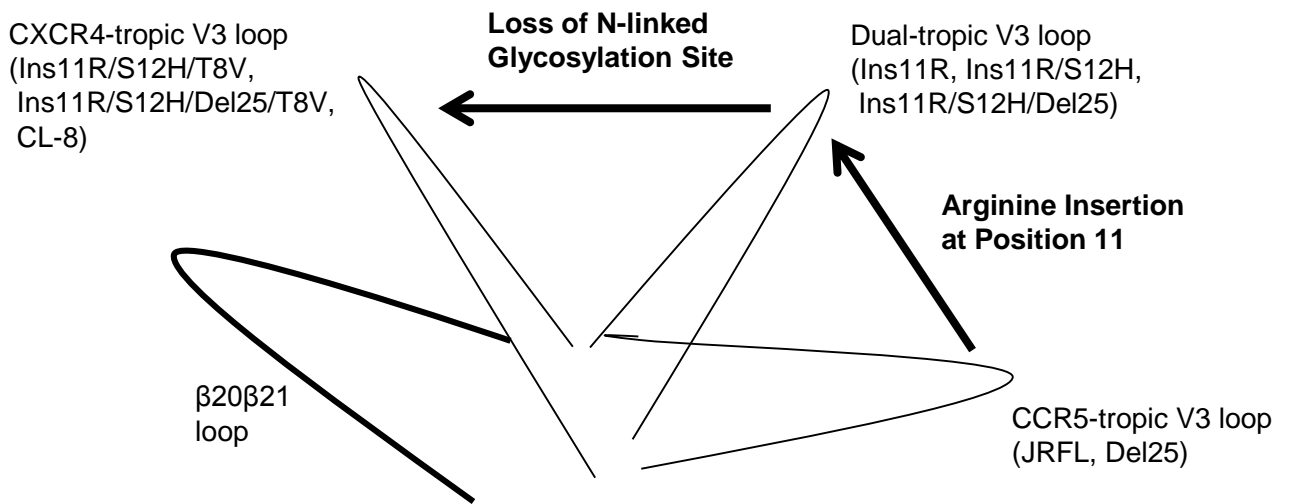 CXCR4-tropic V3 loop
(Ins11R/S12H/T8V,
Ins11R/S12H/Del25/T8V,
CL-8)
Loss of N-linked
Glycosylation Site
Dual-tropic V3 loop
(Ins11R, Ins11R/S12H,
Ins11R/S12H/Del25)
Arginine Insertion
at Position 11
β20β21
loop
CCR5-tropic V3 loop
(JRFL, Del25)